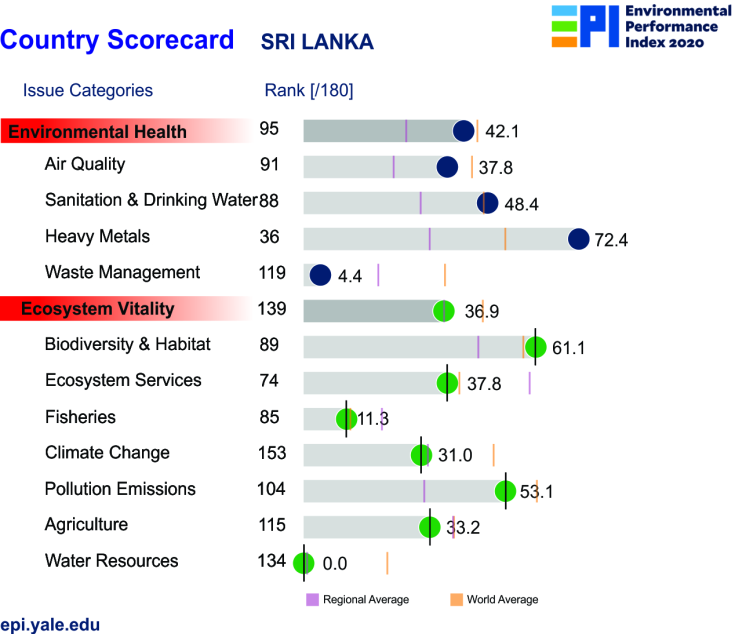 Country Scorecard SRI LANKA
EPI Environmental
Performance
Index 2020
Issue Categories Rank [/180]
Environmental Health 95 42.1
Air Quality 91 37.8
Sanitation & Drinking Water 88 48.4
Heavy Metals 36 72.4
Waste Management 119 4.4
Ecosystem Vitality 139 36.9
Biodiversity & Habitat 89 61.1
Ecosystem Services 74 37.8
Fisheries 85 11.3
Climate Change 153 31.0
Pollution Emissions 104 53.1
Agriculture 115 33.2
Water Resources 134 0.0
Regional Average World Average
epi.yale.edu